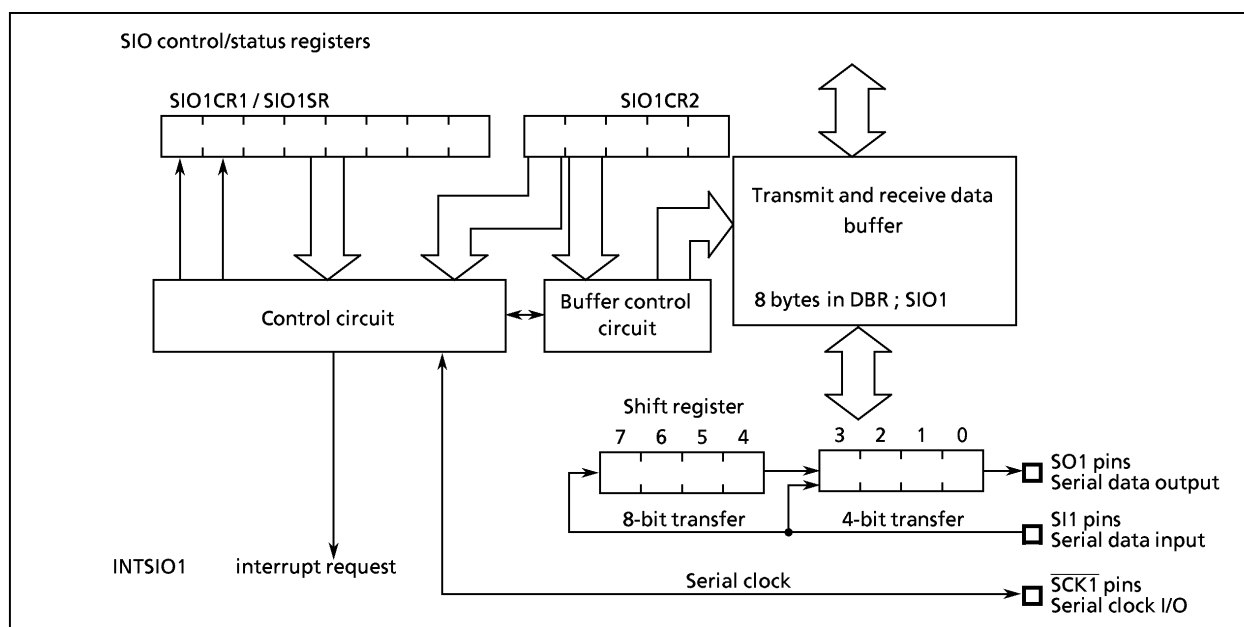 SIO control/status registers
SIO1CR1 / SIO1SR
SIO1CR2
Transmit and receive data
buffer
8 bytes in DBR ; SIO1
Control circuit
Buffer control
circuit
Shift register
7 6 5 4
3 2 1 0
SO1 pins
Serial data output
8-bit transfer
4-bit transfer
SI1 pins
Serial data input
INTSIO1
interrupt request
Serial clock
S̅C̅K̅1̅ pins
Serial clock I/O